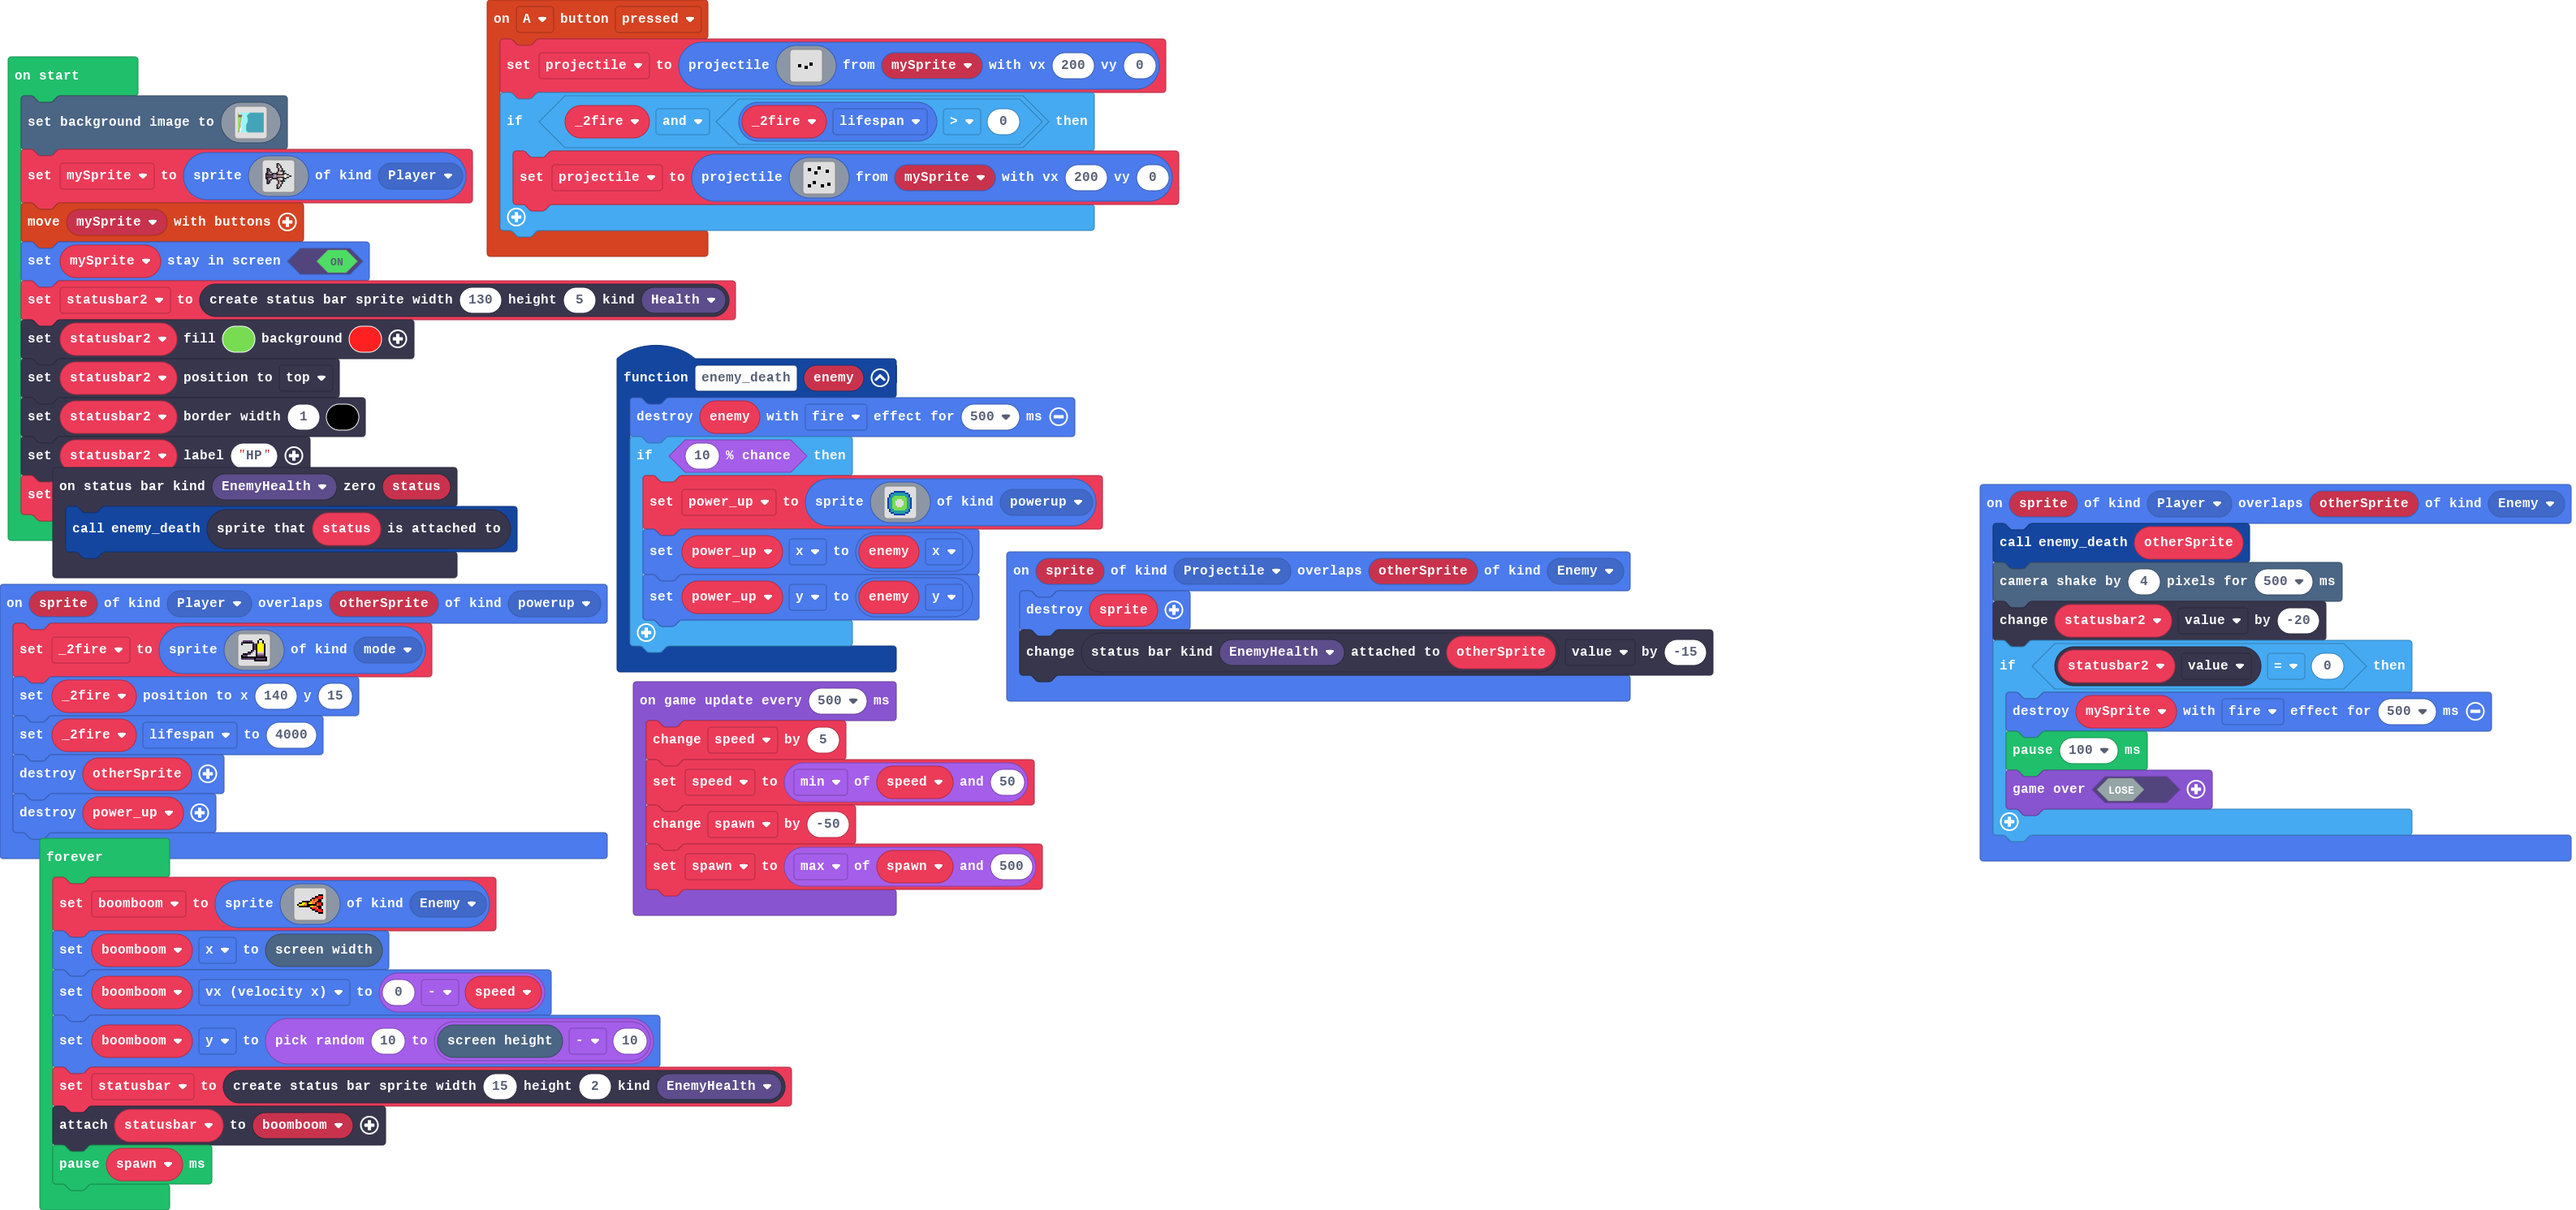 on A button pressed
set projectile to projectile from mySprite with vx 200 vy 0
if _2fire and _2fire lifespan > 0 then
set projectile to projectile from mySprite with vx 200 vy 0
on start
set background image to
set mySprite to sprite of kind Player
move mySprite with buttons
set mySprite stay in screen ON
set statusbar2 to create status bar sprite width 130 height 5 kind Health
set statusbar2 fill background
set statusbar2 position to top
set statusbar2 border width 1
set statusbar2 label "HP"
set
on status bar kind EnemyHealth zero status
call enemy_death sprite that status is attached to
function enemy_death enemy
destroy enemy with fire effect for 500 ms
if 10 % chance then
set power_up to sprite of kind powerup
set power_up x to enemy x
set power_up y to enemy y
on sprite of kind Player overlaps otherSprite of kind powerup
set _2fire to sprite 2 of kind mode
set _2fire position to x 140 y 15
set _2fire lifespan to 4000
destroy otherSprite
destroy power_up
on sprite of kind Projectile overlaps otherSprite of kind Enemy
destroy sprite
change status bar kind EnemyHealth attached to otherSprite value by -15
on sprite of kind Player overlaps otherSprite of kind Enemy
call enemy_death otherSprite
camera shake by 4 pixels for 500 ms
change statusbar2 value by -20
if statusbar2 value = 0 then
destroy mySprite with fire effect for 500 ms
pause 100 ms
game over LOSE
on game update every 500 ms
change speed by 5
set speed to min of speed and 50
change spawn by -50
set spawn to max of spawn and 500
forever
set boomboom to sprite of kind Enemy
set boomboom x to screen width
set boomboom vx (velocity x) to 0 - speed
set boomboom y to pick random 10 to screen height - 10
set statusbar to create status bar sprite width 15 height 2 kind EnemyHealth
attach statusbar to boomboom
pause spawn ms